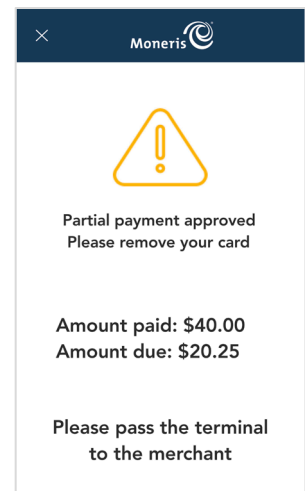 Moneris
Partial payment approved
Please remove your card
Amount paid: $40.00
Amount due: $20.25
Please pass the terminal
to the merchant